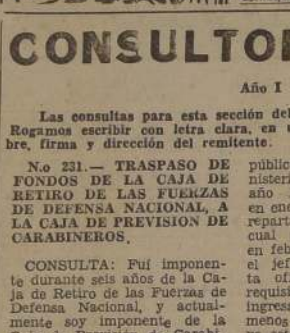 CONSULTO
Año I
Las consultas para esta sección del
Rogamos escribir con letra clara, en
bre, firma y dirección del remitente.
N.o 231.— TRASPASO DE
FONDOS DE LA CAJA DE
RETIRO DE LAS FUERZAS
DE DEFENSA NACIONAL, A
LA CAJA DE PREVISION DE
CARABINEROS.
CONSULTA: Fuí imponen-
te durante seis años de la Ca-
ja de Retiro de las Fuerzas de
Defensa Nacional, y actual-
mente soy imponente de la
públic
nisteri
año
en ene
repart
cual
en feb
el jef
ta ofi
requisi
ingres
menos